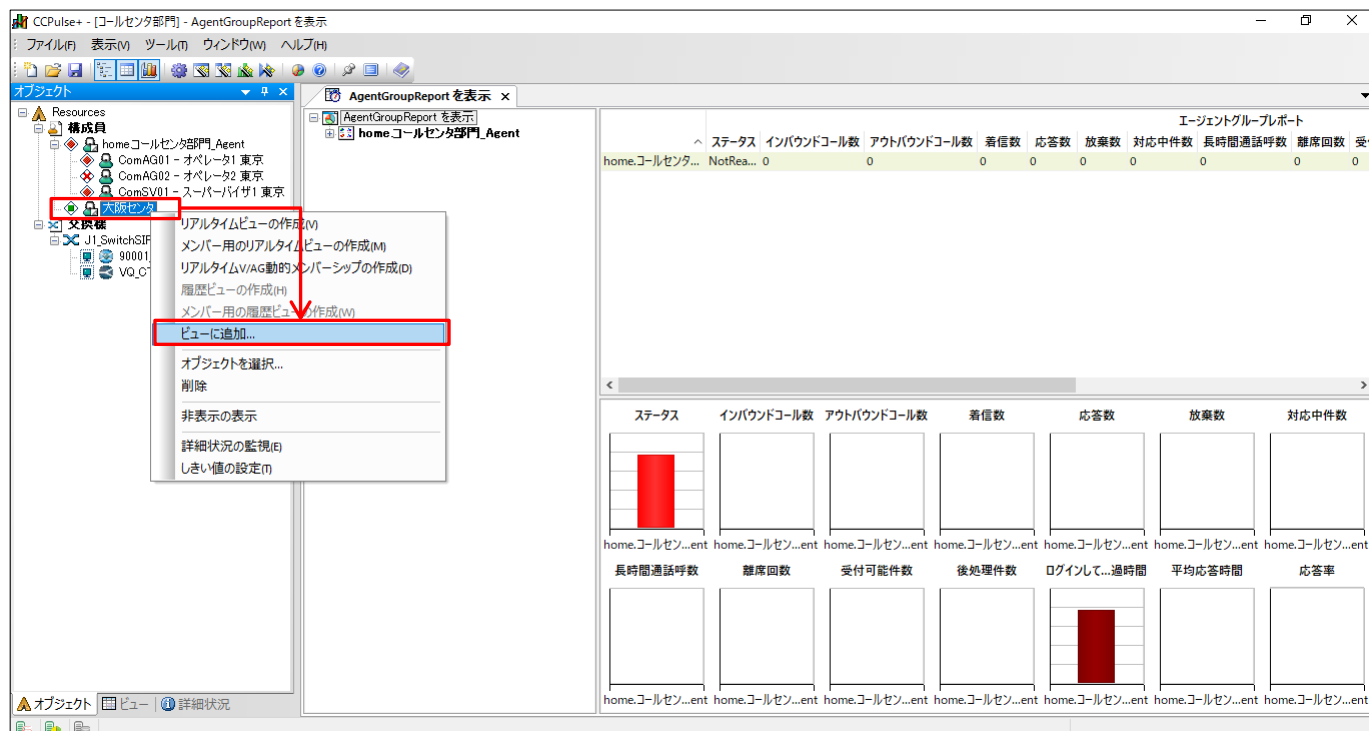 CCPulse+ - [コールセンタ部門] - AgentGroupReport を表示
ファイル(F) 表示(V) ツール(T) ウィンドウ(W) ヘルプ(H)
オブジェクト
AgentGroupReport を表示
Resources
構成員
home コールセンタ部門_Agent
ComAG01 - オペレータ1 東京
ComAG02 - オペレータ2 東京
ComSV01 - スーパーバイザ1 東京
大阪センタ
交換機
J1_SwitchSIF
90001
VQ_C
リアルタイムビューの作成(V)
メンバー用のリアルタイムビューの作成(M)
リアルタイムV/AG動的メンバーシップの作成(D)
履歴ビューの作成(H)
メンバー用の履歴ビューの作成(W)
ビューに追加...
オブジェクトを選択...
削除
非表示の表示
詳細状況の監視(E)
しきい値の設定(T)
AgentGroupReport を表示
home.コールセンタ部門_Agent
エージェントグループレポート
ステータス インバウンドコール数 アウトバウンドコール数 着信数 応答数 放棄数 対応中件数 長時間通話呼数 離席回数 受
home.コールセンタ... NotRea... 0 0 0 0 0 0 0 0 0
ステータス インバウンドコール数 アウトバウンドコール数 着信数 応答数 放棄数 対応中件数
home.コールセン...ent home.コールセン...ent home.コールセン...ent home.コールセン...ent home.コールセン...ent home.コールセン...ent home.コールセン...ent
長時間通話呼数 離席回数 受付可能件数 後処理件数 ログインして...過時間 平均応答時間 応答率
home.コールセン...ent home.コールセン...ent home.コールセン...ent home.コールセン...ent home.コールセン...ent home.コールセン...ent home.コールセン...ent
オブジェクト ビュー 詳細状況